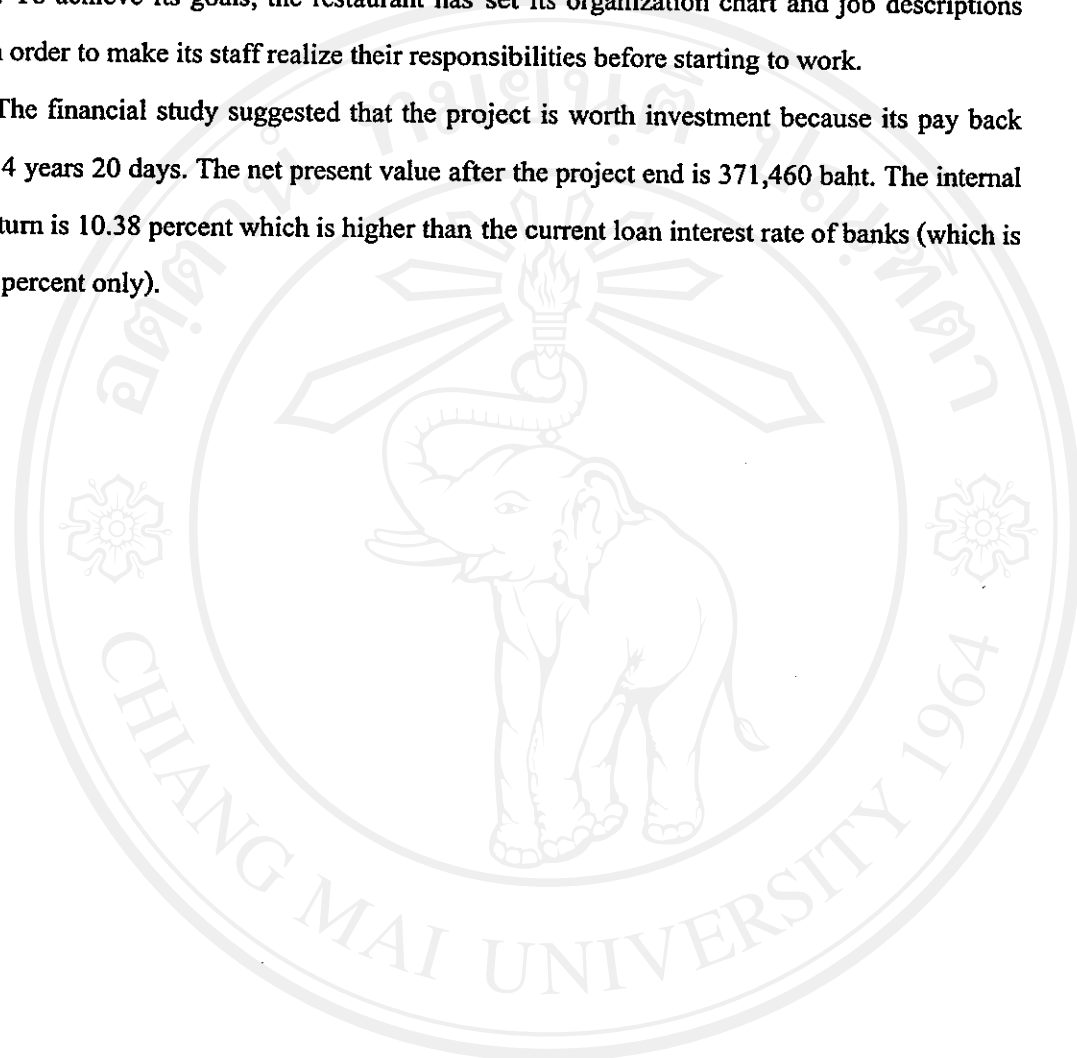 To achieve its goals, the restaurant has set its organization chart and job descriptions
order to make its staff realize their responsibilities before starting to work.
The financial study suggested that the project is worth investment because its pay back
4 years 20 days. The net present value after the project end is 371,460 baht. The internal
turn is 10.38 percent which is higher than the current loan interest rate of banks (which is
percent only).
CHIANG MAI UNIVERSITY 1964